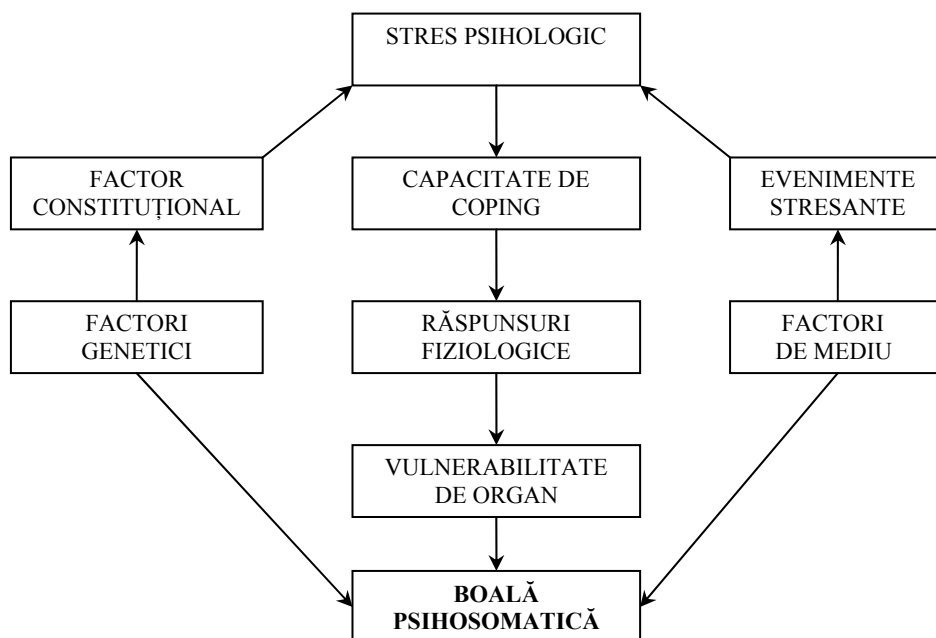 STRES PSIHOLOGIC
FACTOR
CONSTITUȚIONAL
CAPACITATE DE
COPING
EVENIMENTE
STRESANTE
FACTORI
GENETICI
RĂSPUNSURI
FIZIOLOGICE
FACTORI
DE MEDIU
VULNERABILITATE
DE ORGAN
BOALĂ
PSIHOSOMATICĂ